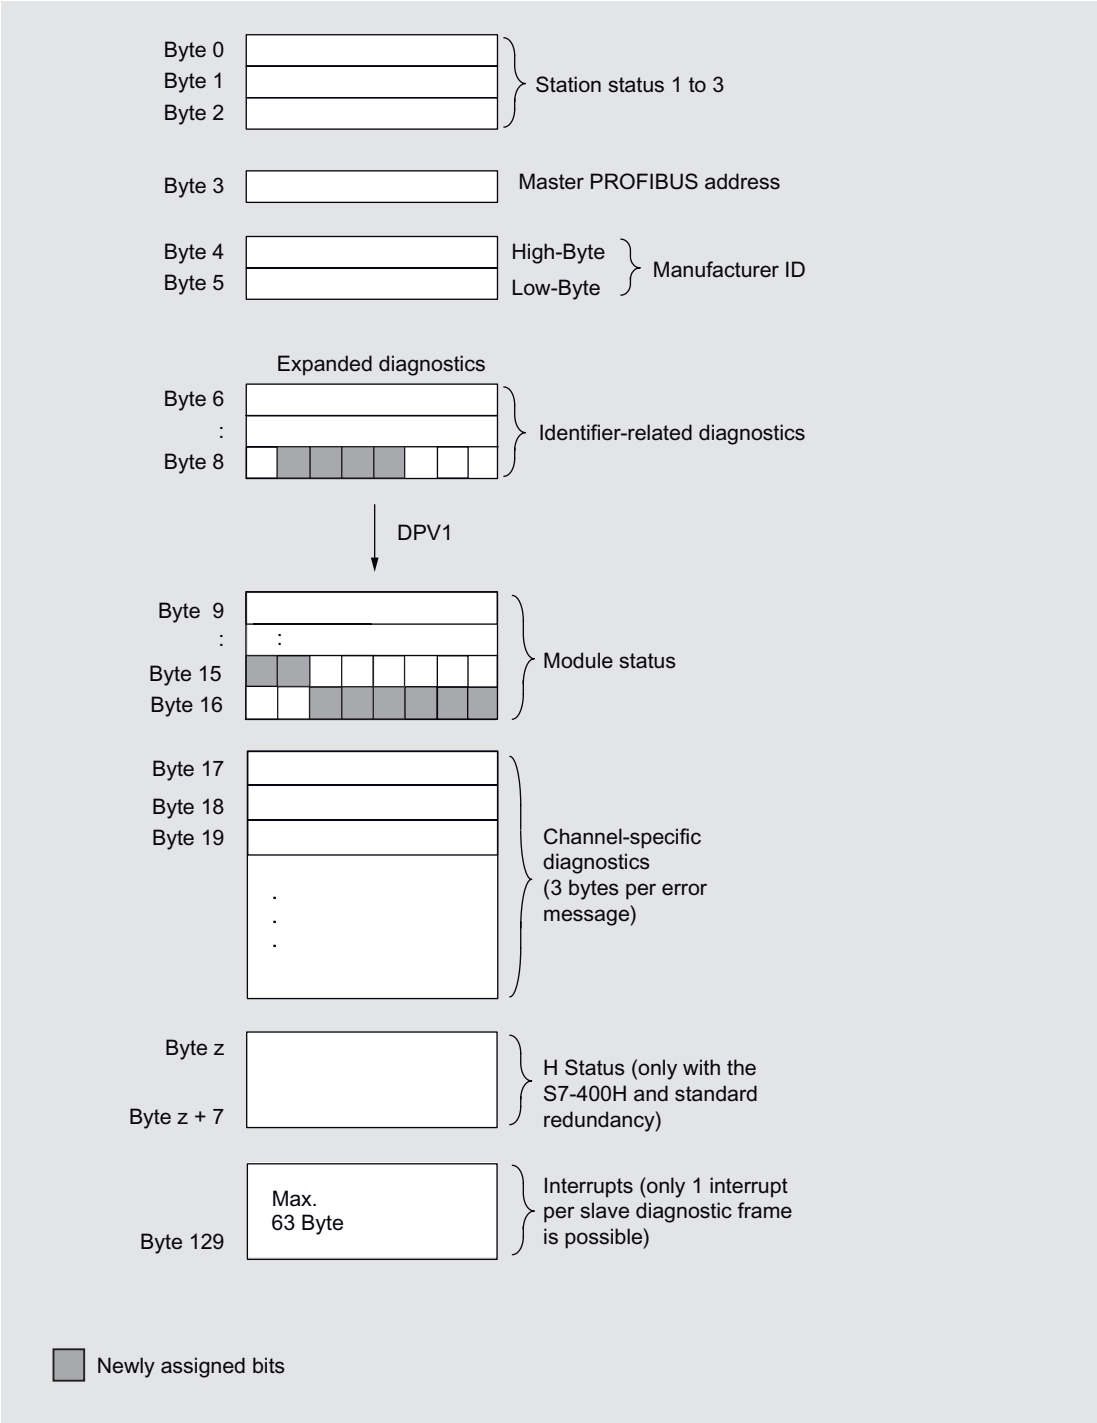 Byte 0
Byte 1
Byte 2
Station status 1 to 3
Byte 3
Master PROFIBUS address
Byte 4
High-Byte
Byte 5
Low-Byte
Manufacturer ID
Expanded diagnostics
Byte 6
:
Byte 8
Identifier-related diagnostics
DPV1
Byte 9
: :
Byte 15
Byte 16
Module status
Byte 17
Byte 18
Byte 19
.
.
.
Channel-specific
diagnostics
(3 bytes per error
message)
Byte z
Byte z + 7
H Status (only with the
S7-400H and standard
redundancy)
Max.
63 Byte
Byte 129
Interrupts (only 1 interrupt
per slave diagnostic frame
is possible)
Newly assigned bits